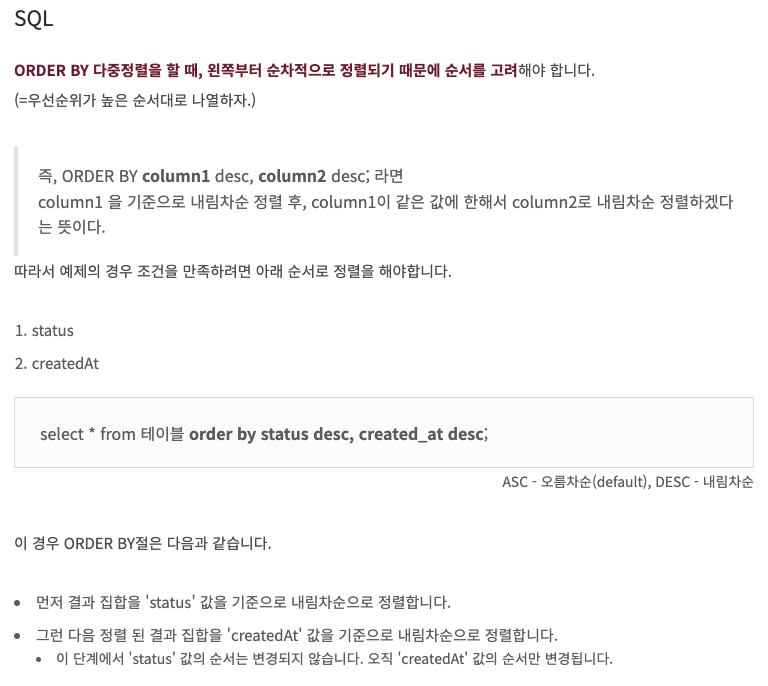 SQL
ORDER BY 다중정렬을 할 때, 왼쪽부터 순차적으로 정렬되기 때문에 순서를 고려해야 합니다.
(=우선순위가 높은 순서대로 나열하자.)
즉, ORDER BY column1 desc, column2 desc; 라면
column1 을 기준으로 내림차순 정렬 후, column1이 같은 값에 한해서 column2로 내림차순 정렬하겠다
는 뜻이다.
따라서 예제의 경우 조건을 만족하려면 아래 순서로 정렬을 해야합니다.
1. status
2. createdAt
select * from 테이블 order by status desc, created_at desc;
ASC - 오름차순(default), DESC - 내림차순
이 경우 ORDER BY절은 다음과 같습니다.
• 먼저 결과 집합을 'status' 값을 기준으로 내림차순으로 정렬합니다.
• 그런 다음 정렬 된 결과 집합을 'createdAt' 값을 기준으로 내림차순으로 정렬합니다.
• 이 단계에서 'status' 값의 순서는 변경되지 않습니다. 오직 'createdAt' 값의 순서만 변경됩니다.